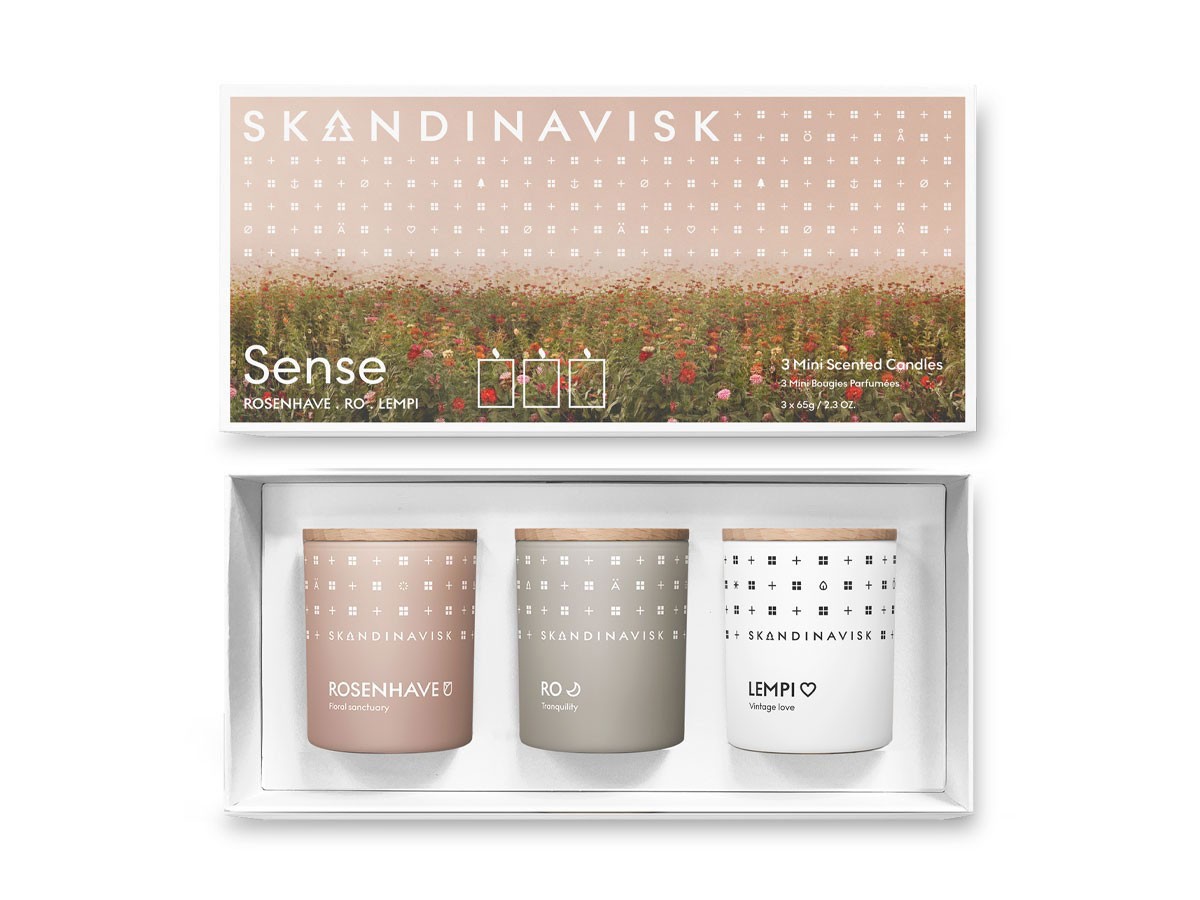 SKANDINAVISK
Ö Å
Ø Ø Ø
Ø Ä Ø Ä Ø Ä
Sense
ROSENHAVE . RO . LEMPI
3 Mini Scented Candles
3 Mini Bougies Parfumées
3 x 65g / 2.3 OZ.
Ä
SKANDINAVISK
ROSENHAVE
Floral sanctuary
Ä
SKANDINAVISK
RO
Tranquility
SKANDINAVISK
LEMPI
Vintage love